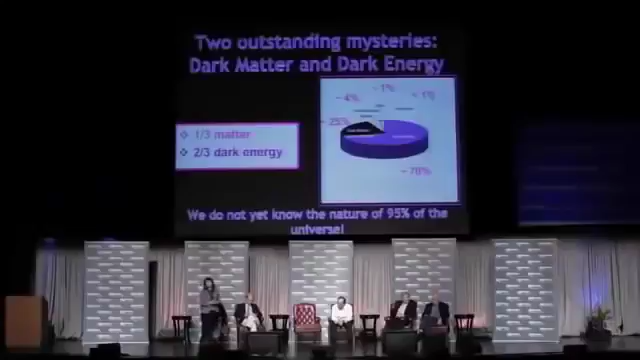 Two outstanding mysteries:
Dark Matter and Dark Energy
~ 1%
~ 4%
< 1%
~ 25%
❖ 1/3 matter
❖ 2/3 dark energy
~ 70%
We do not yet know the nature of 95% of the
universe!